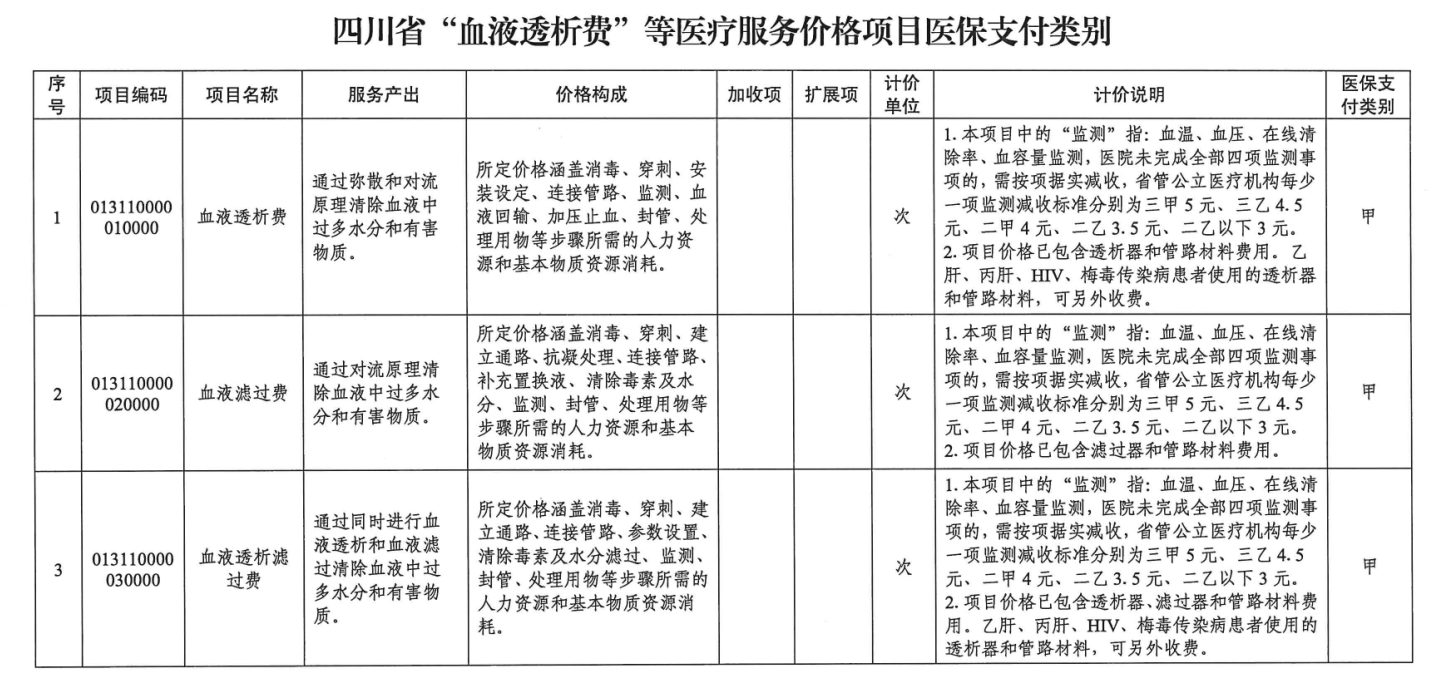 四川省“血液透析费”等医疗服务价格项目医保支付类别
序
号
项目编码
项目名称
服务产出
价格构成
加收项
扩展项
计价
单位
计价说明
医保支
付类别
1
013110000
010000
血液透析费
通过弥散和对流
原理清除血液中
过多水分和有害
物质。
所定价格涵盖消毒、穿刺、安
装设定、连接管路、监测、血
液回输、加压止血、封管、处
理用物等步骤所需的人力资
源和基本物质资源消耗。
次
1. 本项目中的“监测”指：血温、血压、在线清
除率、血容量监测，医院未完成全部四项监测事
项的，需按项据实减收，省管公立医疗机构每少
一项监测减收标准分别为三甲 5 元、三乙 4.5
元、二甲 4 元、二乙 3.5 元、二乙以下 3 元。
2. 项目价格已包含透析器和管路材料费用。乙
肝、丙肝、HIV、梅毒传染病患者使用的透析器
和管路材料，可另外收费。
甲
2
013110000
020000
血液滤过费
通过对流原理清
除血液中过多水
分和有害物质。
所定价格涵盖消毒、穿刺、建
立通路、抗凝处理、连接管路、
补充置换液、清除毒素及水
分、监测、封管、处理用物等
步骤所需的人力资源和基本
物质资源消耗。
次
1. 本项目中的“监测”指：血温、血压、在线清
除率、血容量监测，医院未完成全部四项监测事
项的，需按项据实减收，省管公立医疗机构每少
一项监测减收标准分别为三甲 5 元、三乙 4.5
元、二甲 4 元、二乙 3.5 元、二乙以下 3 元。
2. 项目价格已包含滤过器和管路材料费用。
甲
3
013110000
030000
血液透析滤
过费
通过同时进行血
液透析和血液滤
过清除血液中过
多水分和有害物
质。
所定价格涵盖消毒、穿刺、建
立通路、连接管路、参数设置、
清除毒素及水分滤过、监测、
封管、处理用物等步骤所需的
人力资源和基本物质资源消
耗。
次
1. 本项目中的“监测”指：血温、血压、在线清
除率、血容量监测，医院未完成全部四项监测事
项的，需按项据实减收，省管公立医疗机构每少
一项监测减收标准分别为三甲 5 元、三乙 4.5
元、二甲 4 元、二乙 3.5 元、二乙以下 3 元。
2. 项目价格已包含透析器、滤过器和管路材料费
用。乙肝、丙肝、HIV、梅毒传染病患者使用的
透析器和管路材料，可另外收费。
甲